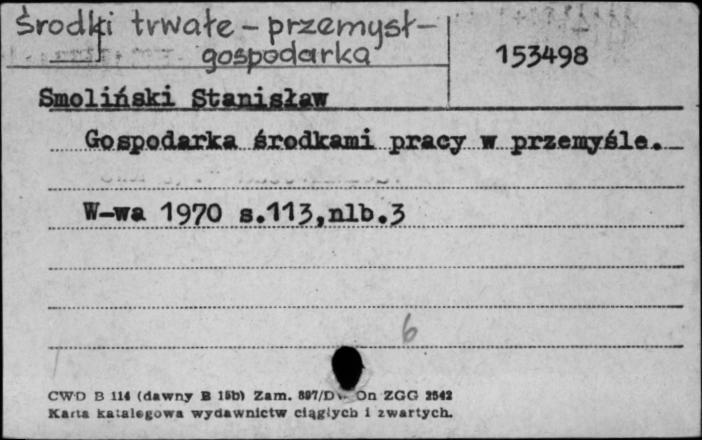 Środki trwałe – przemysł –
gospodarka
153498
Smoliński Stanisław
Gospodarka środkami pracy w przemyśle.
W-wa 1970 s.113,nlb.3
6
CWD B 114 (dawny B 15b) Zam. 897/D On ZGG 2542
Karta katalogowa wydawnictw ciągłych i zwartych.